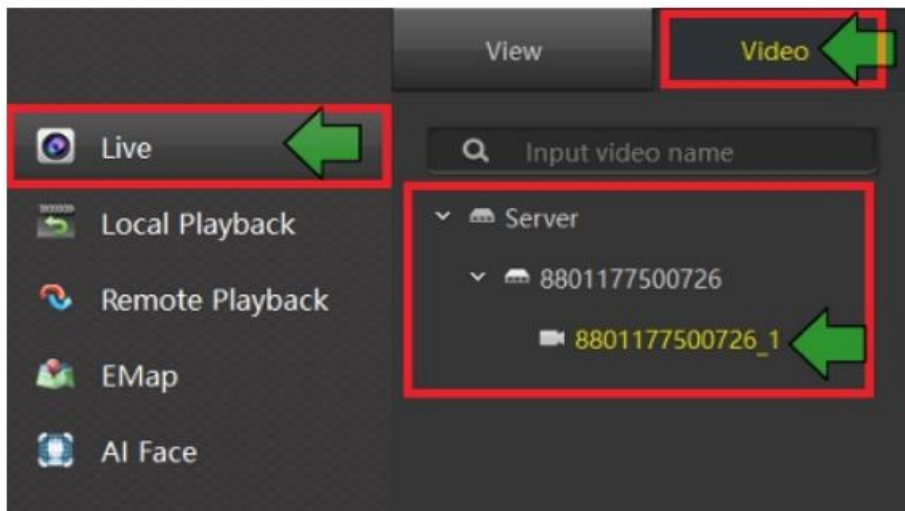 View
Video
Live
Input video name
Local Playback
Server
Remote Playback
8801177500726
8801177500726_1
EMap
AI Face